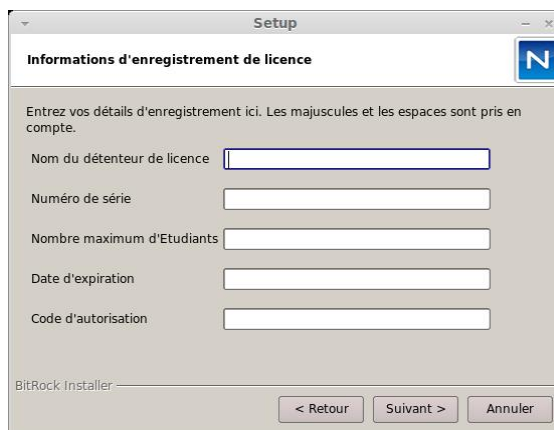 Setup
Informations d'enregistrement de licence
N
Entrez vos détails d'enregistrement ici. Les majuscules et les espaces sont pris en
compte.
Nom du détenteur de licence
Numéro de série
Nombre maximum d'Etudiants
Date d'expiration
Code d'autorisation
BitRock Installer
< Retour
Suivant >
Annuler